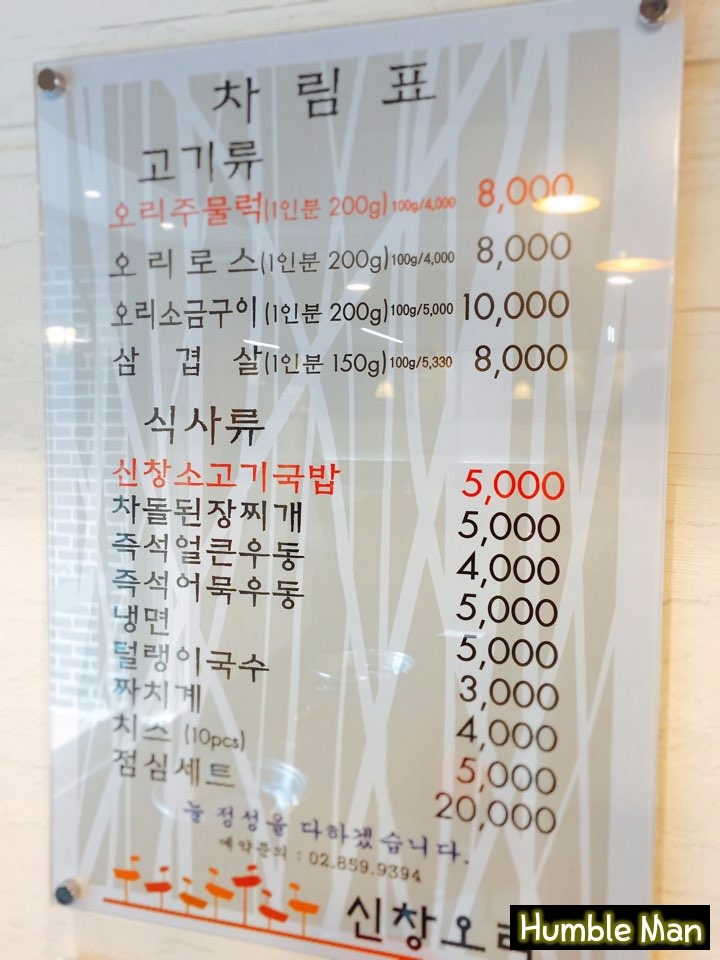 차림표
고기류
오리주물럭(1인분 200g)100g/4,000 8,000
오리로스(1인분 200g)100g/4,000 8,000
오리소금구이(1인분 200g)100g/5,000 10,000
삼겹살(1인분 150g)100g/5,330 8,000
식사류
신창소고기국밥 5,000
차돌된장찌개 5,000
즉석얼큰우동 4,000
즉석어묵우동 5,000
냉면 5,000
털랭이국수 3,000
짜치계 4,000
치스 (10pcs) 5,000
점심세트 20,000
늘 정성을 다하겠습니다.
예약문의 : 02.859.9394
신창오리
Humble Man